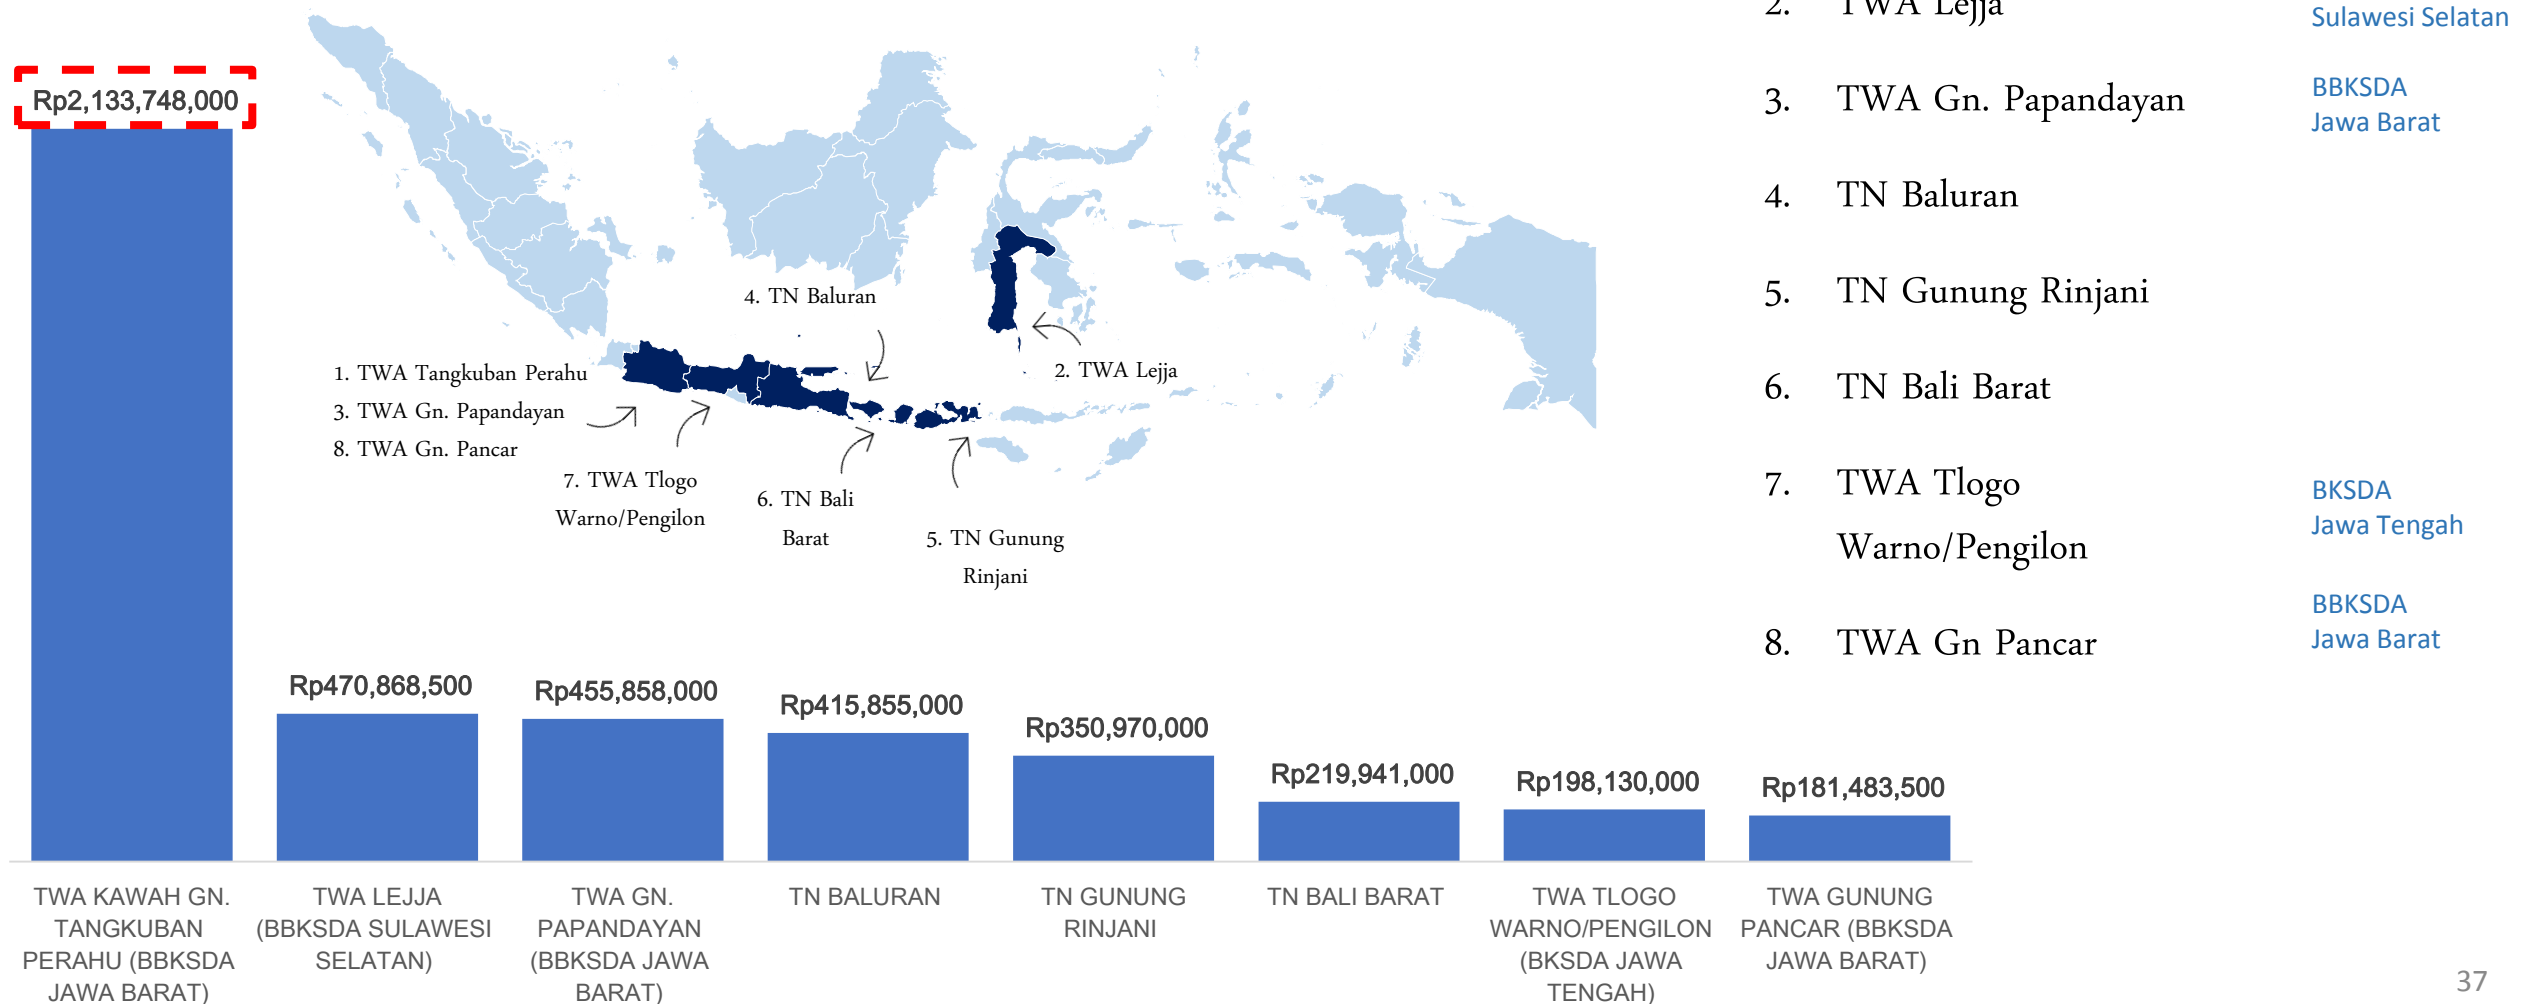 Rp2,133,748,000
4. TN Baluran
1. TWA Tangkuban Perahu
3. TWA Gn. Papandayan
8. TWA Gn. Pancar
2. TWA Lejja
7. TWA Tlogo
Warno/Pengilon
6. TN Bali
Barat
5. TN Gunung
Rinjani
2. TWA Lejja
Sulawesi Selatan
3. TWA Gn. Papandayan
BBKSDA
Jawa Barat
4. TN Baluran
5. TN Gunung Rinjani
6. TN Bali Barat
7. TWA Tlogo
Warno/Pengilon
BKSDA
Jawa Tengah
8. TWA Gn Pancar
BBKSDA
Jawa Barat
Rp470,868,500
Rp455,858,000
Rp415,855,000
Rp350,970,000
Rp219,941,000
Rp198,130,000
Rp181,483,500
TWA KAWAH GN.
TANGKUBAN
PERAHU (BBKSDA
JAWA BARAT)
TWA LEJJA
(BBKSDA SULAWESI
SELATAN)
TWA GN.
PAPANDAYAN
(BBKSDA JAWA
BARAT)
TN BALURAN
TN GUNUNG
RINJANI
TN BALI BARAT
TWA TLOGO
WARNO/PENGILON
(BKSDA JAWA
TENGAH)
TWA GUNUNG
PANCAR (BBKSDA
JAWA BARAT)
37